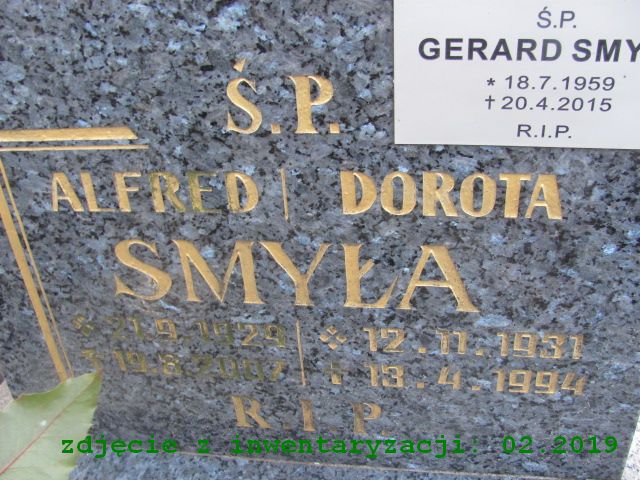 Ś.P.
GERARD SMY
* 18.7.1959
† 20.4.2015
R.I.P.
Ś.P.
ALFRED | DOROTA
SMYŁA
* 21.9.1929 | * 12.11.1931
† 19.8.2007 | † 13.4.1994
R.I.P.
zdjęcie z inwentaryzacji: 02.2019